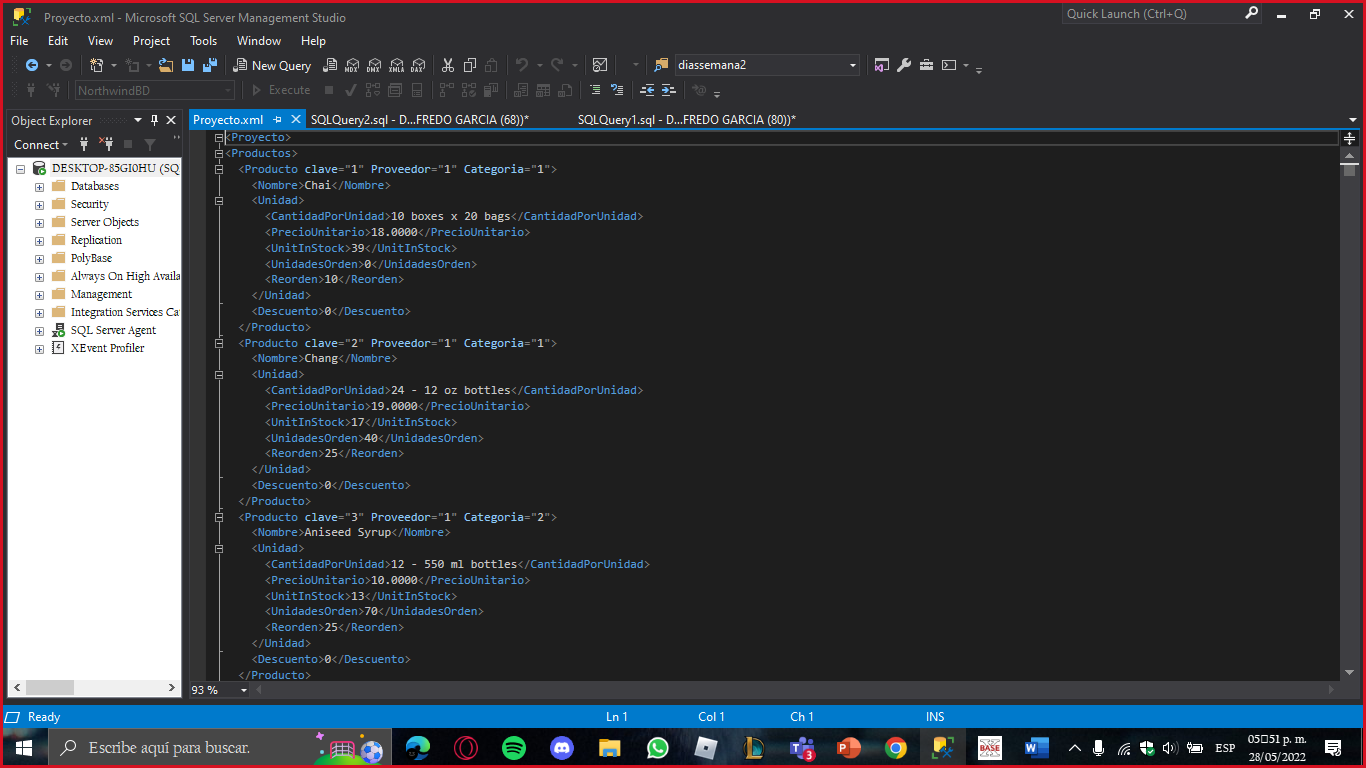 Proyecto.xml - Microsoft SQL Server Management Studio
Quick Launch (Ctrl+Q)
File Edit View Project Tools Window Help
New Query MDX DMX XMLA DAX diassemana2
NorthwindBD Execute
Object Explorer
Proyecto.xml SQLQuery2.sql - D...FREDO GARCIA (68))* SQLQuery1.sql - D...FREDO GARCIA (80))*
Connect
DESKTOP-85GI0HU (SQ
Databases
Security
Server Objects
Replication
PolyBase
Always On High Availa
Management
Integration Services Ca
SQL Server Agent
XEvent Profiler
<Proyecto>
<Productos>
<Producto clave="1" Proveedor="1" Categoria="1">
<Nombre>Chai</Nombre>
<Unidad>
<CantidadPorUnidad>10 boxes x 20 bags</CantidadPorUnidad>
<PrecioUnitario>18.0000</PrecioUnitario>
<UnitInStock>39</UnitInStock>
<UnidadesOrden>0</UnidadesOrden>
<Reorden>10</Reorden>
</Unidad>
<Descuento>0</Descuento>
</Producto>
<Producto clave="2" Proveedor="1" Categoria="1">
<Nombre>Chang</Nombre>
<Unidad>
<CantidadPorUnidad>24 - 12 oz bottles</CantidadPorUnidad>
<PrecioUnitario>19.0000</PrecioUnitario>
<UnitInStock>17</UnitInStock>
<UnidadesOrden>40</UnidadesOrden>
<Reorden>25</Reorden>
</Unidad>
<Descuento>0</Descuento>
</Producto>
<Producto clave="3" Proveedor="1" Categoria="2">
<Nombre>Aniseed Syrup</Nombre>
<Unidad>
<CantidadPorUnidad>12 - 550 ml bottles</CantidadPorUnidad>
<PrecioUnitario>10.0000</PrecioUnitario>
<UnitInStock>13</UnitInStock>
<UnidadesOrden>70</UnidadesOrden>
<Reorden>25</Reorden>
</Unidad>
<Descuento>0</Descuento>
</Producto>
93 %
Ready Ln 1 Col 1 Ch 1 INS
Escribe aquí para buscar.
3
BASE
ESP
05□51 p. m.
28/05/2022